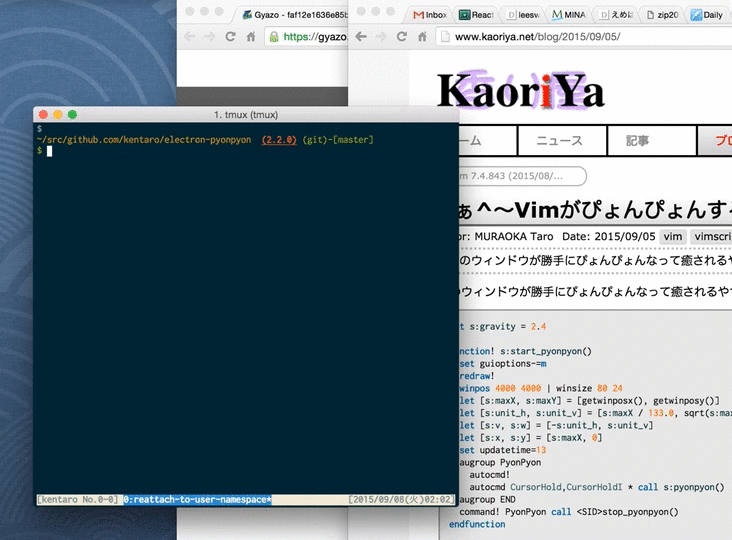 Gyazo - faf12e1636e85b
https://gyazo.
Inbox
React
leesw
MINA
えめに
zip20
Daily
www.kaoriya.net/blog/2015/09/05/
KaoriYa
ーム
ニュース
記事
ブロ
m 7.4.843 (2015/08/...
ぁ^〜Vimがぴょんぴょんする
or: MURAOKA Taro Date: 2015/09/05 vim vimscri
のウィンドウが勝手にぴょんぴょんなって癒されるや
のウィンドウが勝手にぴょんぴょんなって癒されるやつ
t s:gravity = 2.4
nction! s:start_pyonpyon()
set guioptions-=m
redraw!
winpos 4000 4000 | winsize 80 24
let [s:maxX, s:maxY] = [getwinposx(), getwinposy()]
let [s:unit_h, s:unit_v] = [s:maxX / 133.0, sqrt(s:max
let [s:v, s:w] = [-s:unit_h, s:unit_v]
let [s:x, s:y] = [s:maxX, 0]
set updatetime=13
augroup PyonPyon
autocmd!
autocmd CursorHold,CursorHoldI * call s:pyonpyon()
augroup END
command! PyonPyon call <SID>stop_pyonpyon()
endfunction
1. tmux (tmux)
$
~/src/github.com/kentaro/electron-pyonpyon (2.2.0) (git)-[master]
$
[kentaro No.0-0] 0:reattach-to-user-namespace* [2015/09/08(火)02:02]